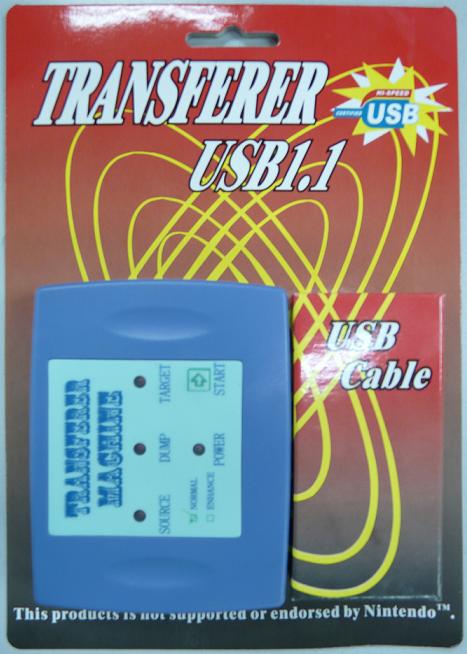 TRANSFERER
USB1.1
HI-SPEED
CERTIFIED USB
USB
Cable
TRANSFERER
MACHINE
SOURCE DUMP TARGET
NORMAL
ENHANCE
POWER START
This products is not supported or endorsed by Nintendo™.